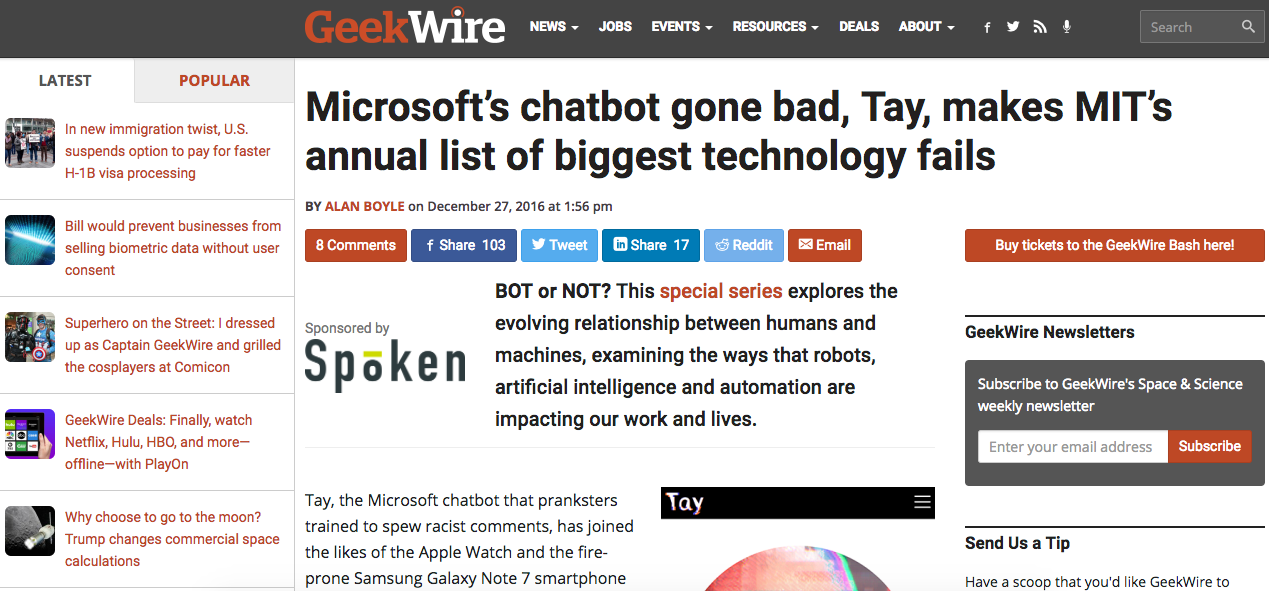 GeekWire
NEWS
JOBS
EVENTS
RESOURCES
DEALS
ABOUT
Search
LATEST
POPULAR
In new immigration twist, U.S.
suspends option to pay for faster
H-1B visa processing
Bill would prevent businesses from
selling biometric data without user
consent
Superhero on the Street: I dressed
up as Captain GeekWire and grilled
the cosplayers at Comicon
GeekWire Deals: Finally, watch
Netflix, Hulu, HBO, and more—
offline—with PlayOn
Why choose to go to the moon?
Trump changes commercial space
calculations
Microsoft's chatbot gone bad, Tay, makes MIT's
annual list of biggest technology fails
BY ALAN BOYLE on December 27, 2016 at 1:56 pm
8 Comments
f Share 103
Tweet
in Share 17
Reddit
Email
Sponsored by
Spōken
BOT or NOT? This special series explores the
evolving relationship between humans and
machines, examining the ways that robots,
artificial intelligence and automation are
impacting our work and lives.
Tay, the Microsoft chatbot that pranksters
trained to spew racist comments, has joined
the likes of the Apple Watch and the fire-
prone Samsung Galaxy Note 7 smartphone
Tay
Buy tickets to the GeekWire Bash here!
GeekWire Newsletters
Subscribe to GeekWire's Space & Science
weekly newsletter
Enter your email address
Subscribe
Send Us a Tip
Have a scoop that you'd like GeekWire to